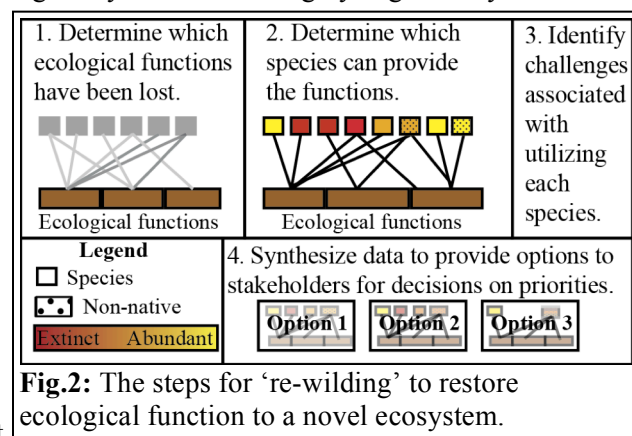 1. Determine which
ecological functions
have been lost.
Ecological functions
2. Determine which
species can provide
the functions.
Ecological functions
3. Identify
challenges
associated
with
utilizing
each
species.
Legend
Species
Non-native
Extinct Abundant
4. Synthesize data to provide options to
stakeholders for decisions on priorities.
Option 1
Option 2
Option 3
Fig.2: The steps for ‘re-wilding’ to restore
ecological function to a novel ecosystem.